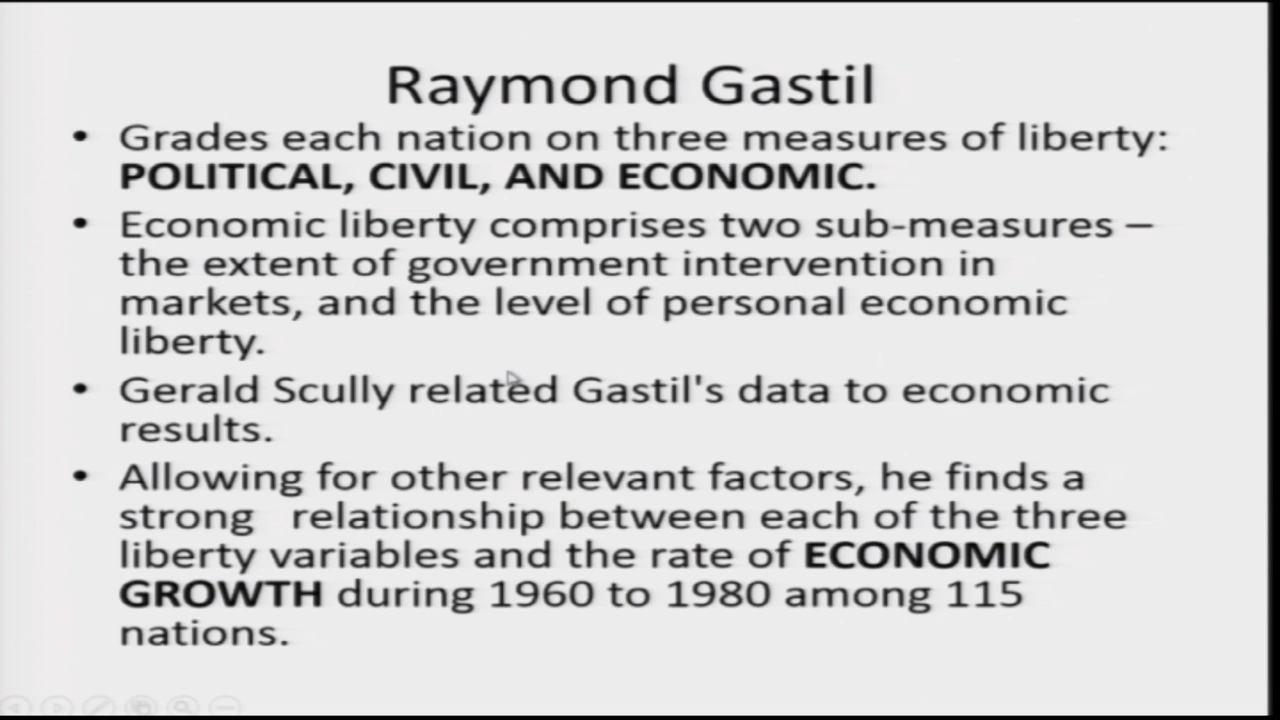 Raymond Gastil
• Grades each nation on three measures of liberty:
POLITICAL, CIVIL, AND ECONOMIC.
• Economic liberty comprises two sub-measures –
the extent of government intervention in
markets, and the level of personal economic
liberty.
• Gerald Scully related Gastil's data to economic
results.
• Allowing for other relevant factors, he finds a
strong   relationship between each of the three
liberty variables and the rate of ECONOMIC
GROWTH during 1960 to 1980 among 115
nations.